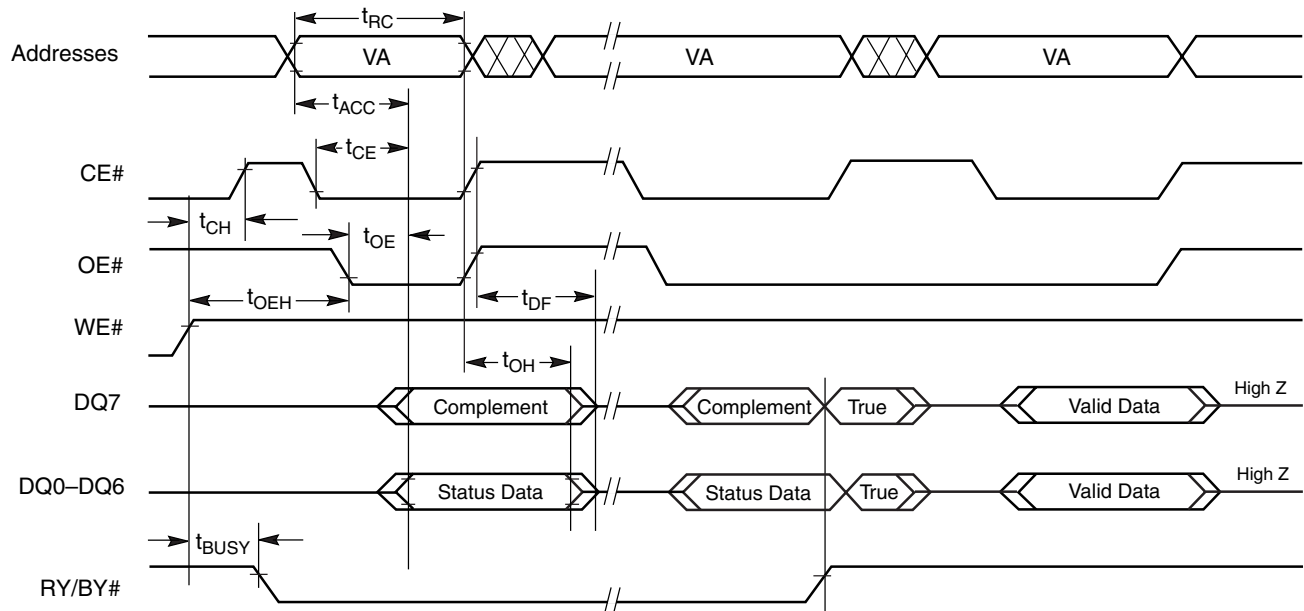 tRC
Addresses VA VA VA
tACC
tCE
CE#
tCH tOE
OE#
tOEH tDF
WE#
tOH
DQ7 Complement Complement True Valid Data High Z
DQ0–DQ6 Status Data Status Data True Valid Data High Z
tBUSY
RY/BY#